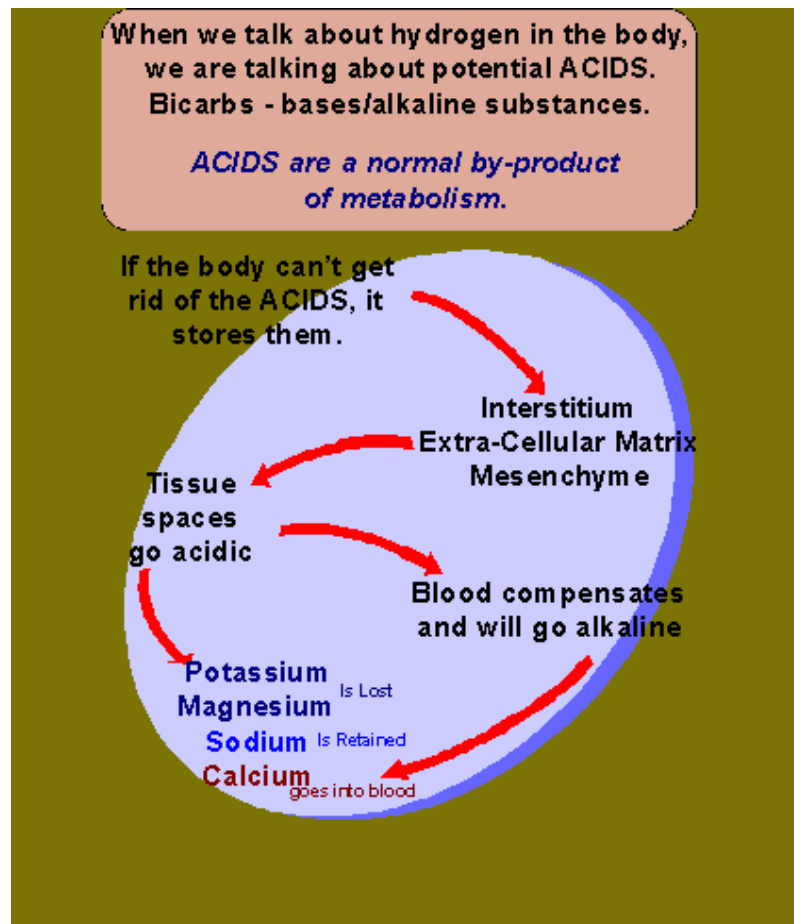 When we talk about hydrogen in the body,
we are talking about potential ACIDS.
Bicarbs - bases/alkaline substances.
ACIDS are a normal by-product
of metabolism.
If the body can't get
rid of the ACIDS, it
stores them.
Interstitium
Extra-Cellular Matrix
Mesenchyme
Tissue
spaces
go acidic
Blood compensates
and will go alkaline
Potassium
Magnesium
Is Lost
Sodium Is Retained
Calcium
goes into blood